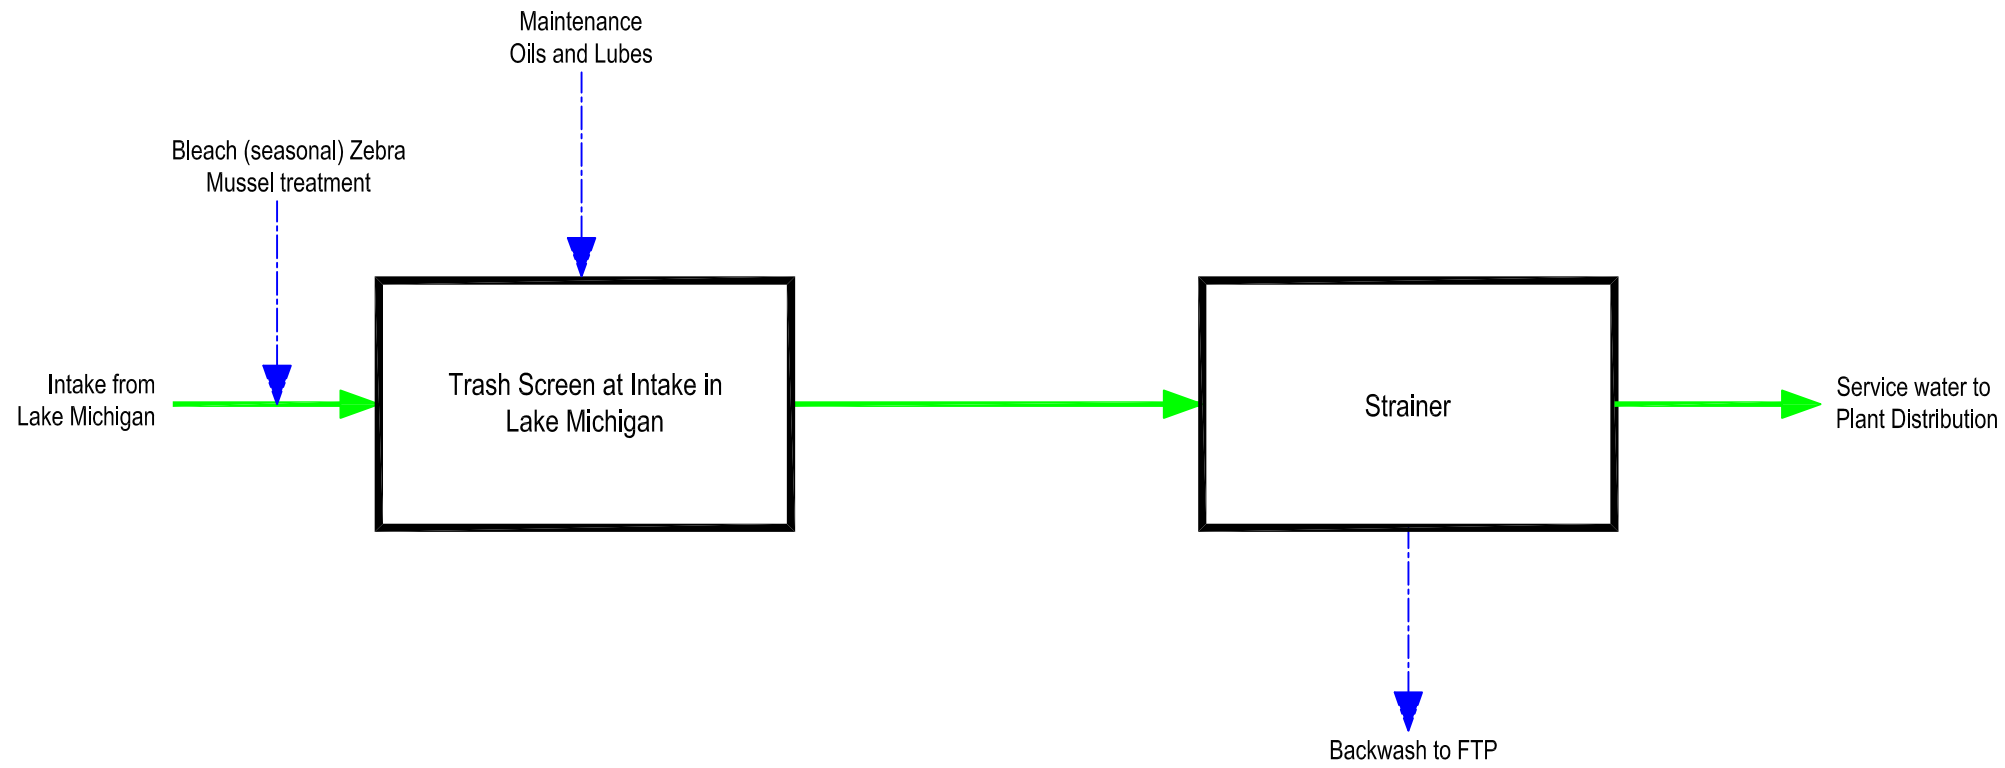 Maintenance
Oils and Lubes
Bleach (seasonal) Zebra
Mussel treatment
Intake from
Lake Michigan
Trash Screen at Intake in
Lake Michigan
Strainer
Service water to
Plant Distribution
Backwash to FTP